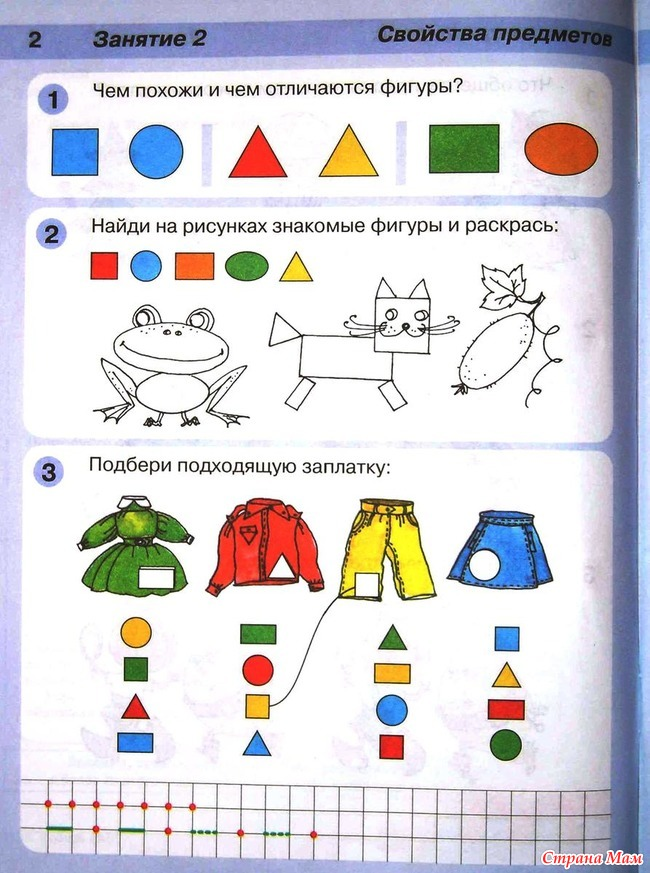 2 Занятие 2 Свойства предметов
1 Чем похожи и чем отличаются фигуры?
2 Найди на рисунках знакомые фигуры и раскрась:
3 Подбери подходящую заплатку:
Страна Мам